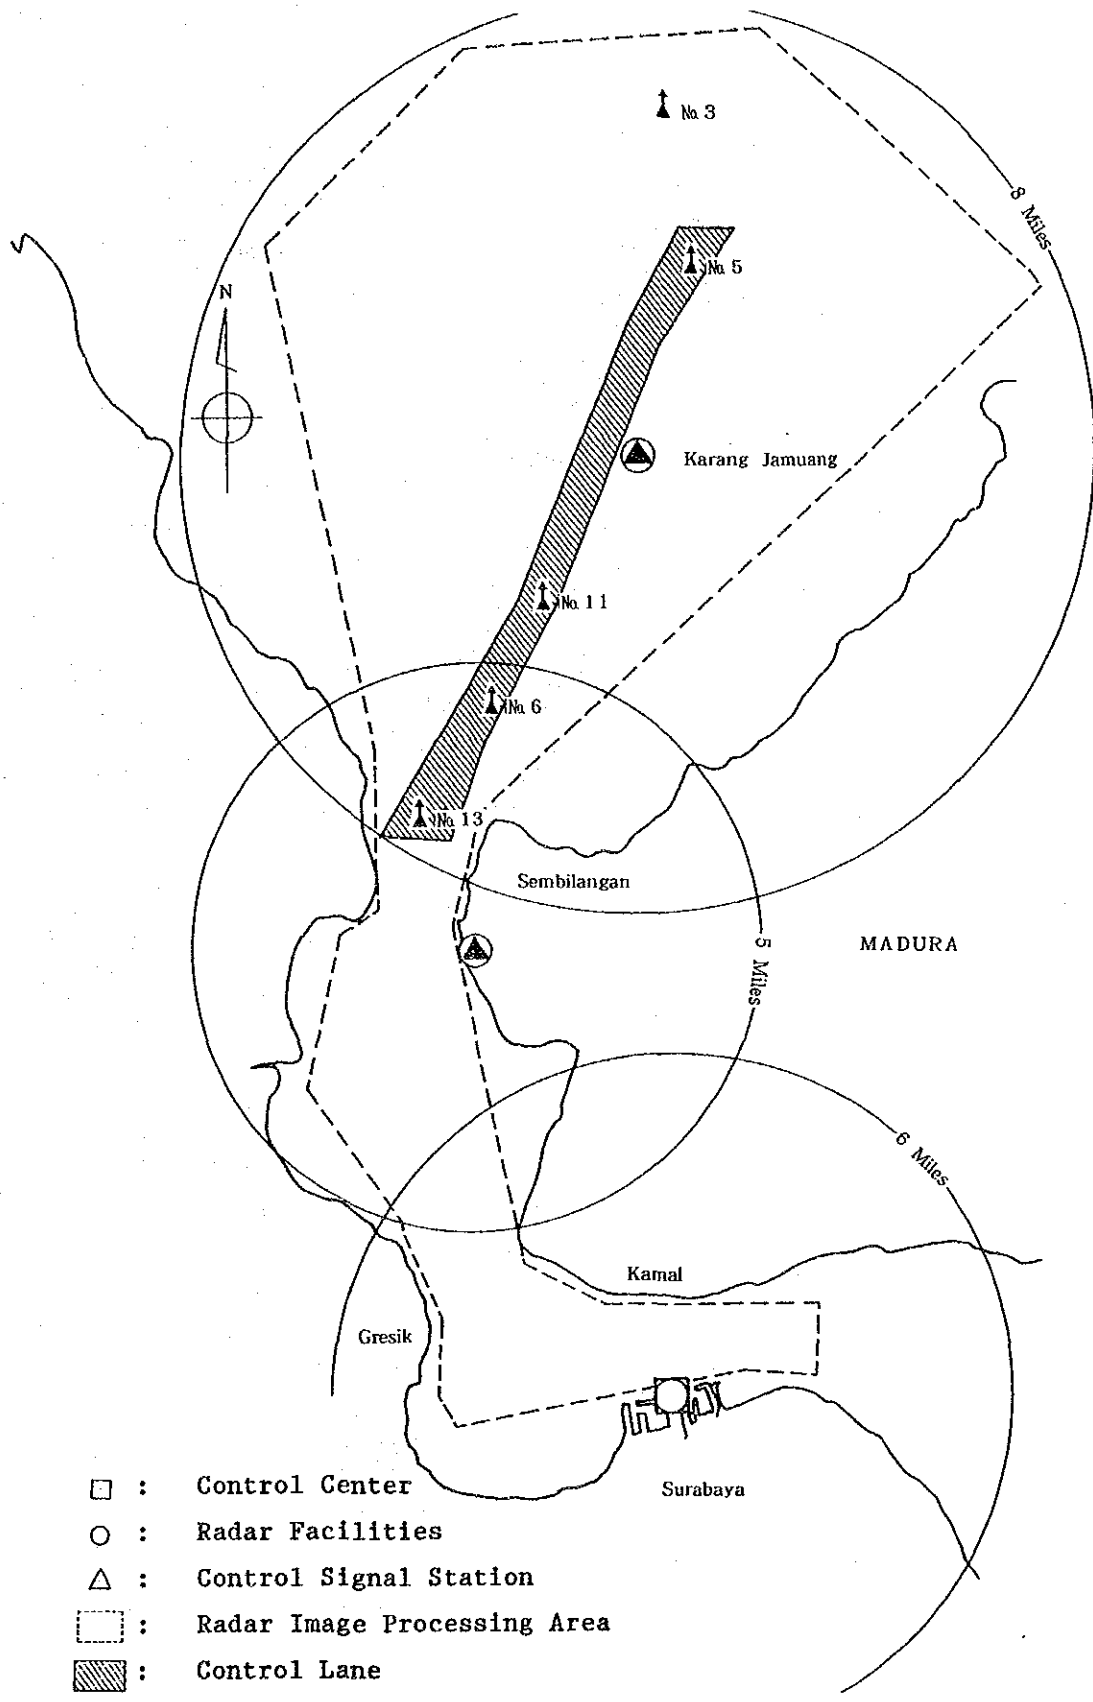 No. 3
8 Miles
No. 5
N
Karang Jamuang
No. 11
No. 6
No. 13
Sembilangan
MADURA
5 Miles
6 Miles
Kamal
Gresik
Surabaya
□ : Control Center
○ : Radar Facilities
△ : Control Signal Station
: Radar Image Processing Area
: Control Lane